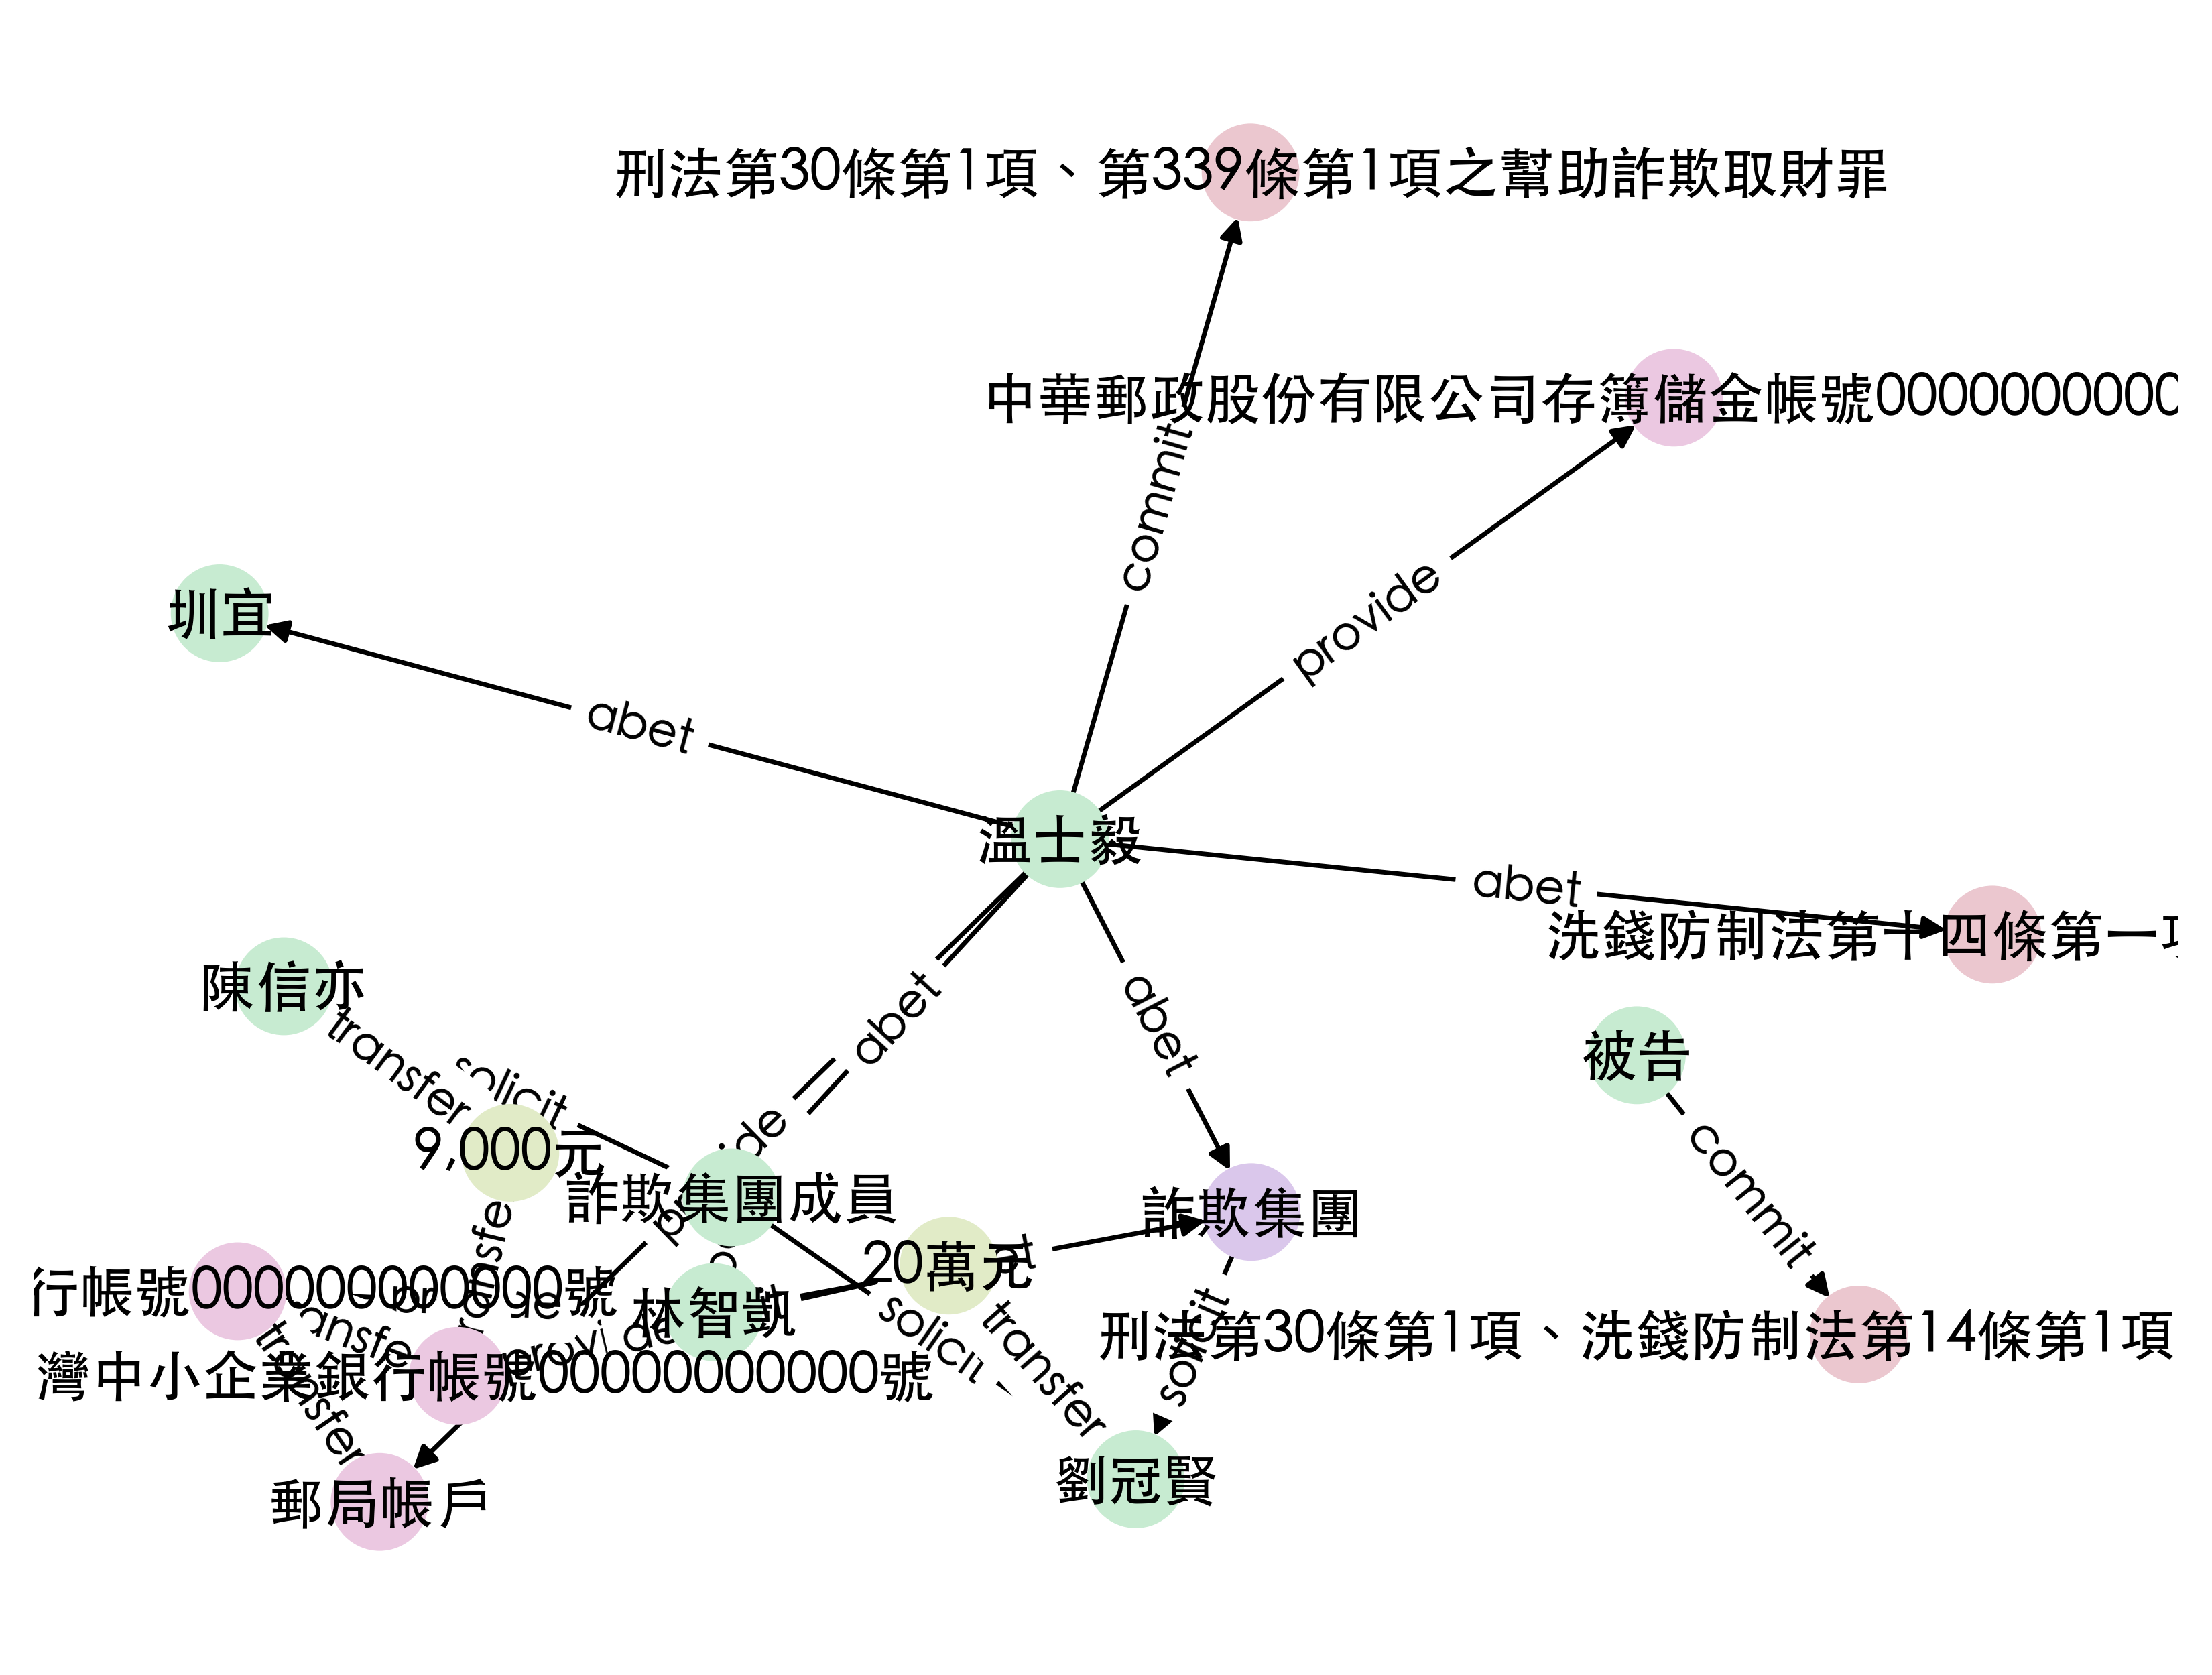 刑法第30條第1項、第339條第1項之幫助詐欺取財罪
中華郵政股份有限公司存簿儲金帳號0000000000
commit
provide
圳宜
abet
溫士毅
abet
洗錢防制法第十四條第一項
陳信亦
transfer
solicit
abet
abet
被告
commit
9,000元
provide
詐欺集團成員
詐欺集團
20萬元
行帳號000000000000號
林智凱
transfer
transfer
solicit
transfer
solicit
刑法第30條第1項、洗錢防制法第14條第1項
灣中小企業銀行帳號00000000000號
provide
transfer
郵局帳戶
劉冠賢